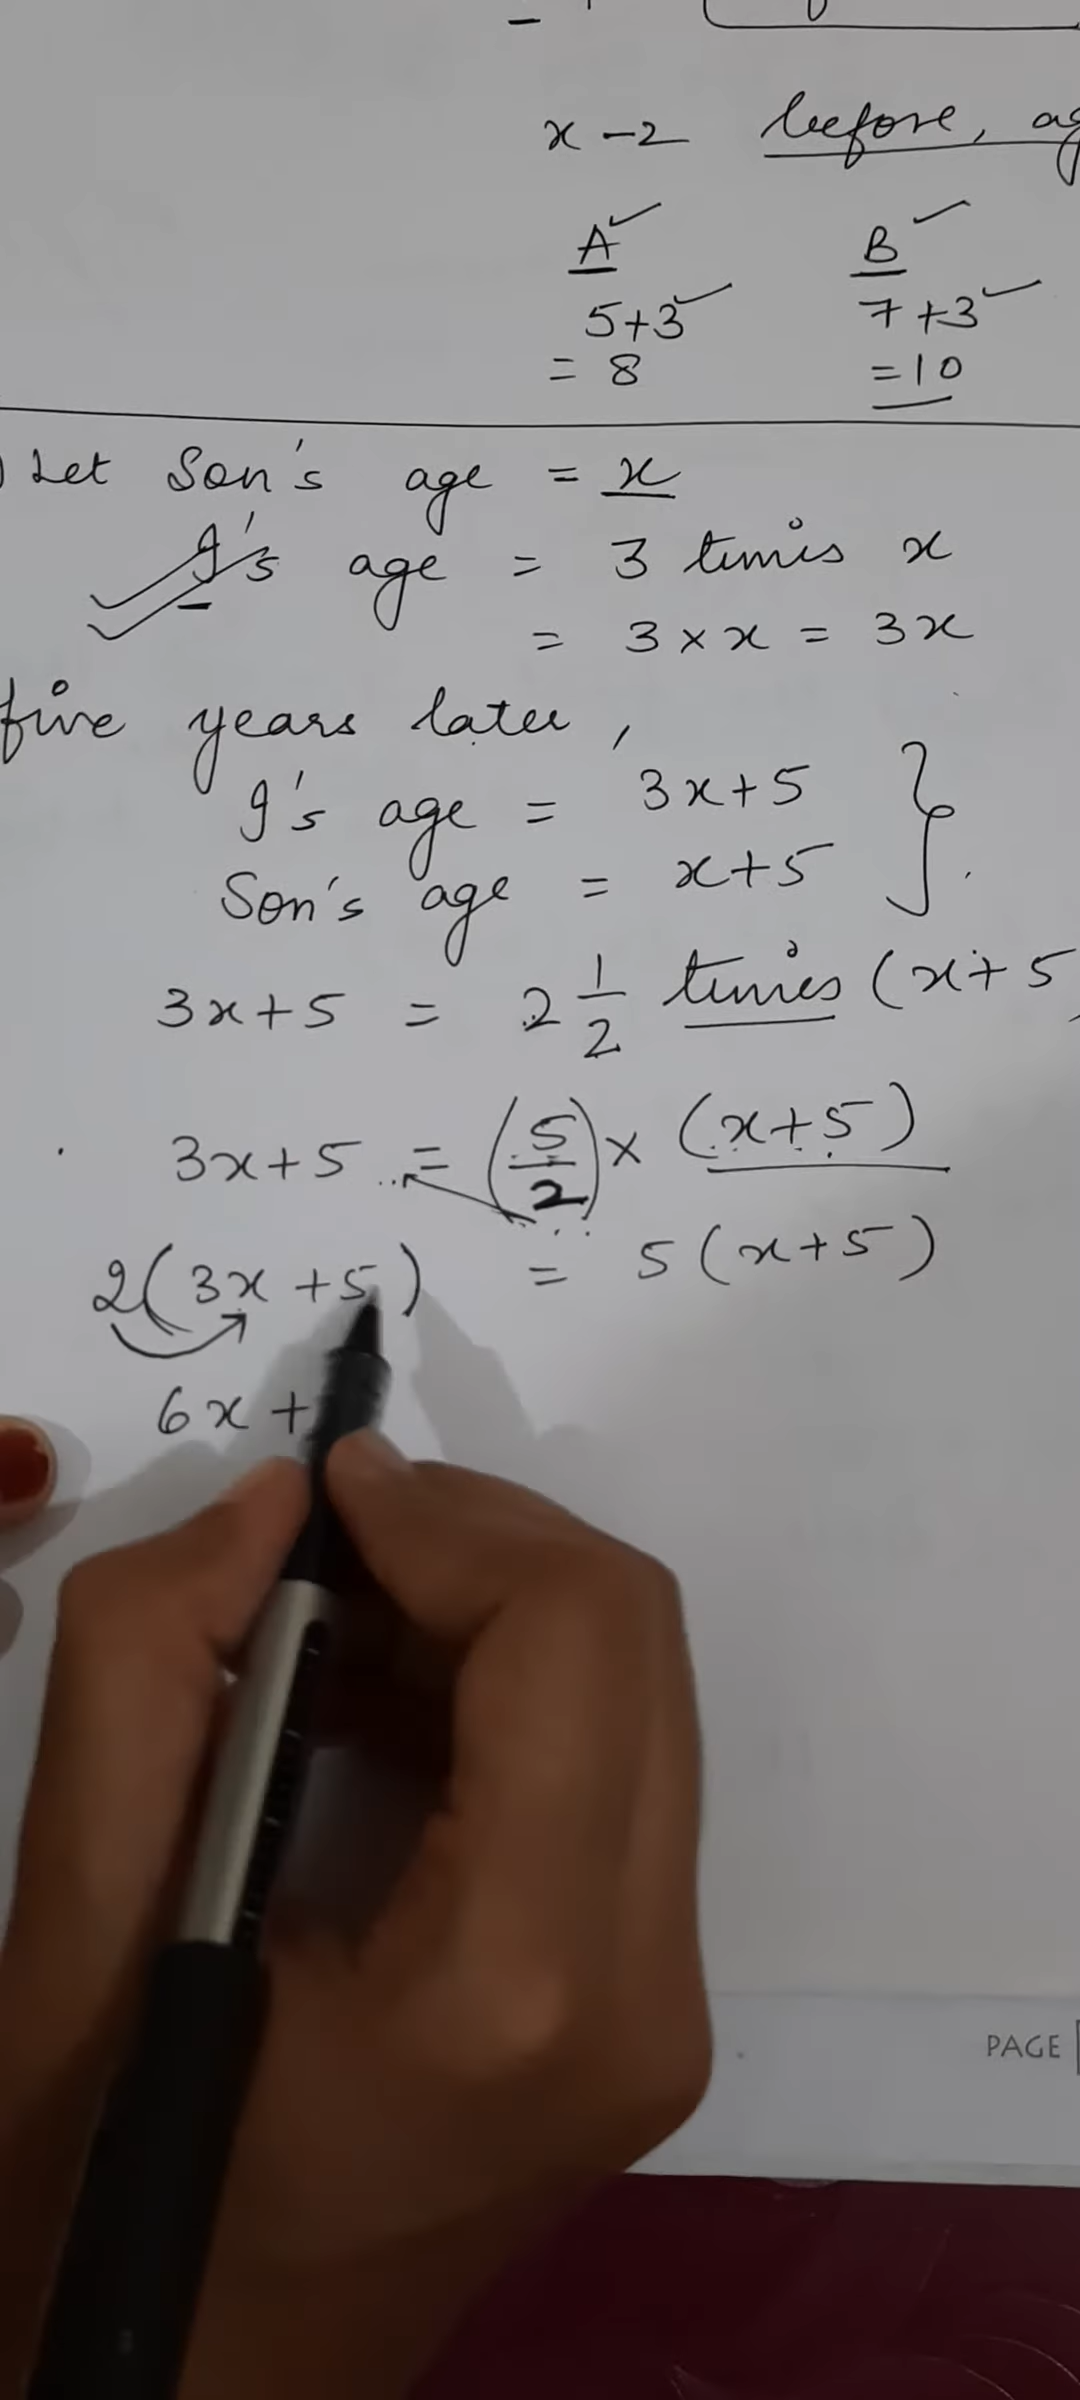 x - 2 before,
A B
5+3 7+3
= 8 = 10
Let Son's age = x
I's age = 3 times x
= 3 × x = 3x
five years later,
I's age = 3x+5
Son's age = x+5
3x+5 = 2 1/2 times (x+5)
3x+5 = (5/2) × (x+5)
2(3x+5) = 5(x+5)
6x +
PAGE